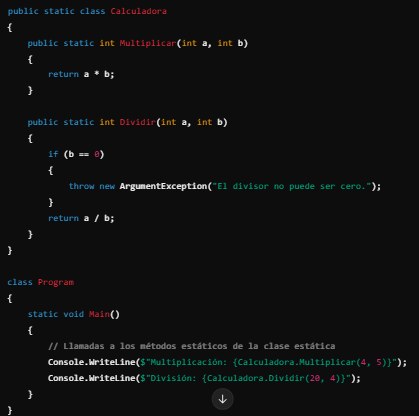 public static class Calculadora
{
    public static int Multiplicar(int a, int b)
    {
        return a * b;
    }

    public static int Dividir(int a, int b)
    {
        if (b == 0)
        {
            throw new ArgumentException("El divisor no puede ser cero.");
        }
        return a / b;
    }
}

class Program
{
    static void Main()
    {
        // Llamadas a los métodos estáticos de la clase estática
        Console.WriteLine($"Multiplicación: {Calculadora.Multiplicar(4, 5)}");
        Console.WriteLine($"División: {Calculadora.Dividir(20, 4)}");
    }
}